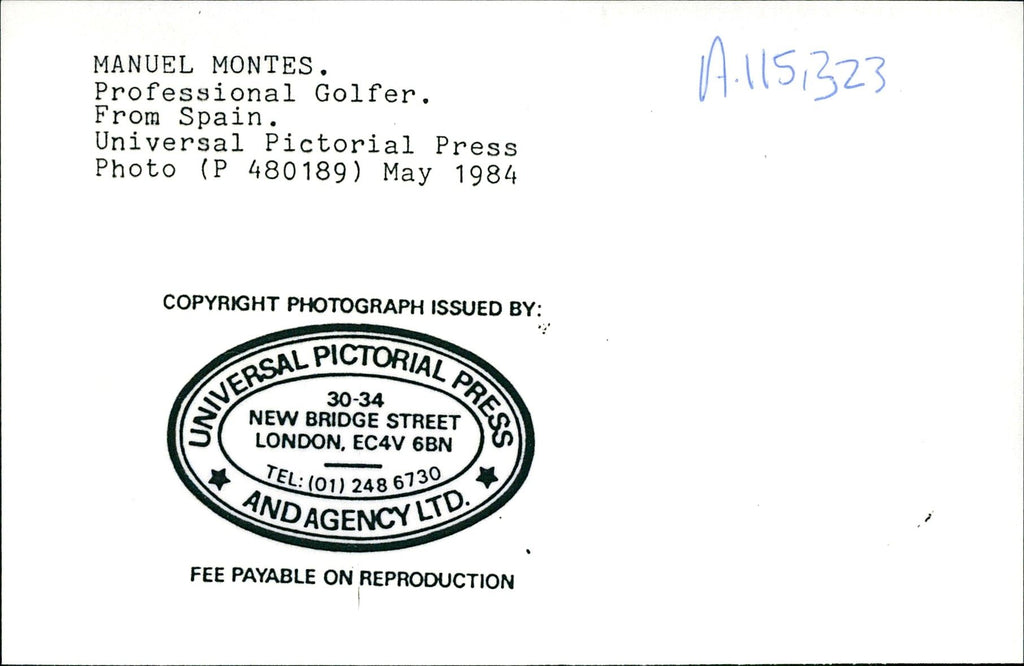 MANUEL MONTES.
Professional Golfer.
From Spain.
Universal Pictorial Press
Photo (P 480189) May 1984
A.115,323
COPYRIGHT PHOTOGRAPH ISSUED BY:
UNIVERSAL PICTORIAL PRESS
30-34
NEW BRIDGE STREET
LONDON, EC4V 6BN
TEL: (01) 248 6730
AND AGENCY LTD.
FEE PAYABLE ON REPRODUCTION